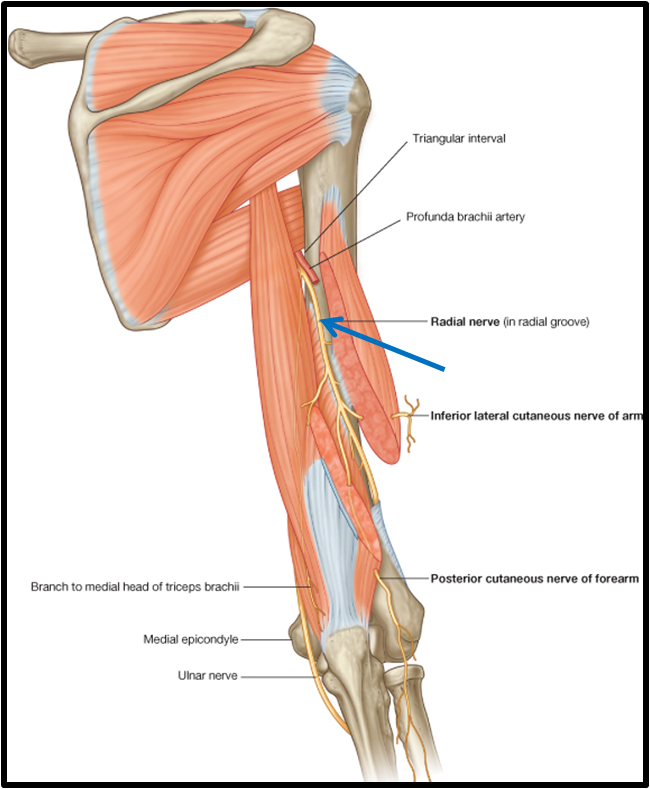 Triangular interval
Profunda brachii artery
Radial nerve (in radial groove)
Inferior lateral cutaneous nerve of arm
Posterior cutaneous nerve of forearm
Branch to medial head of triceps brachii
Medial epicondyle
Ulnar nerve